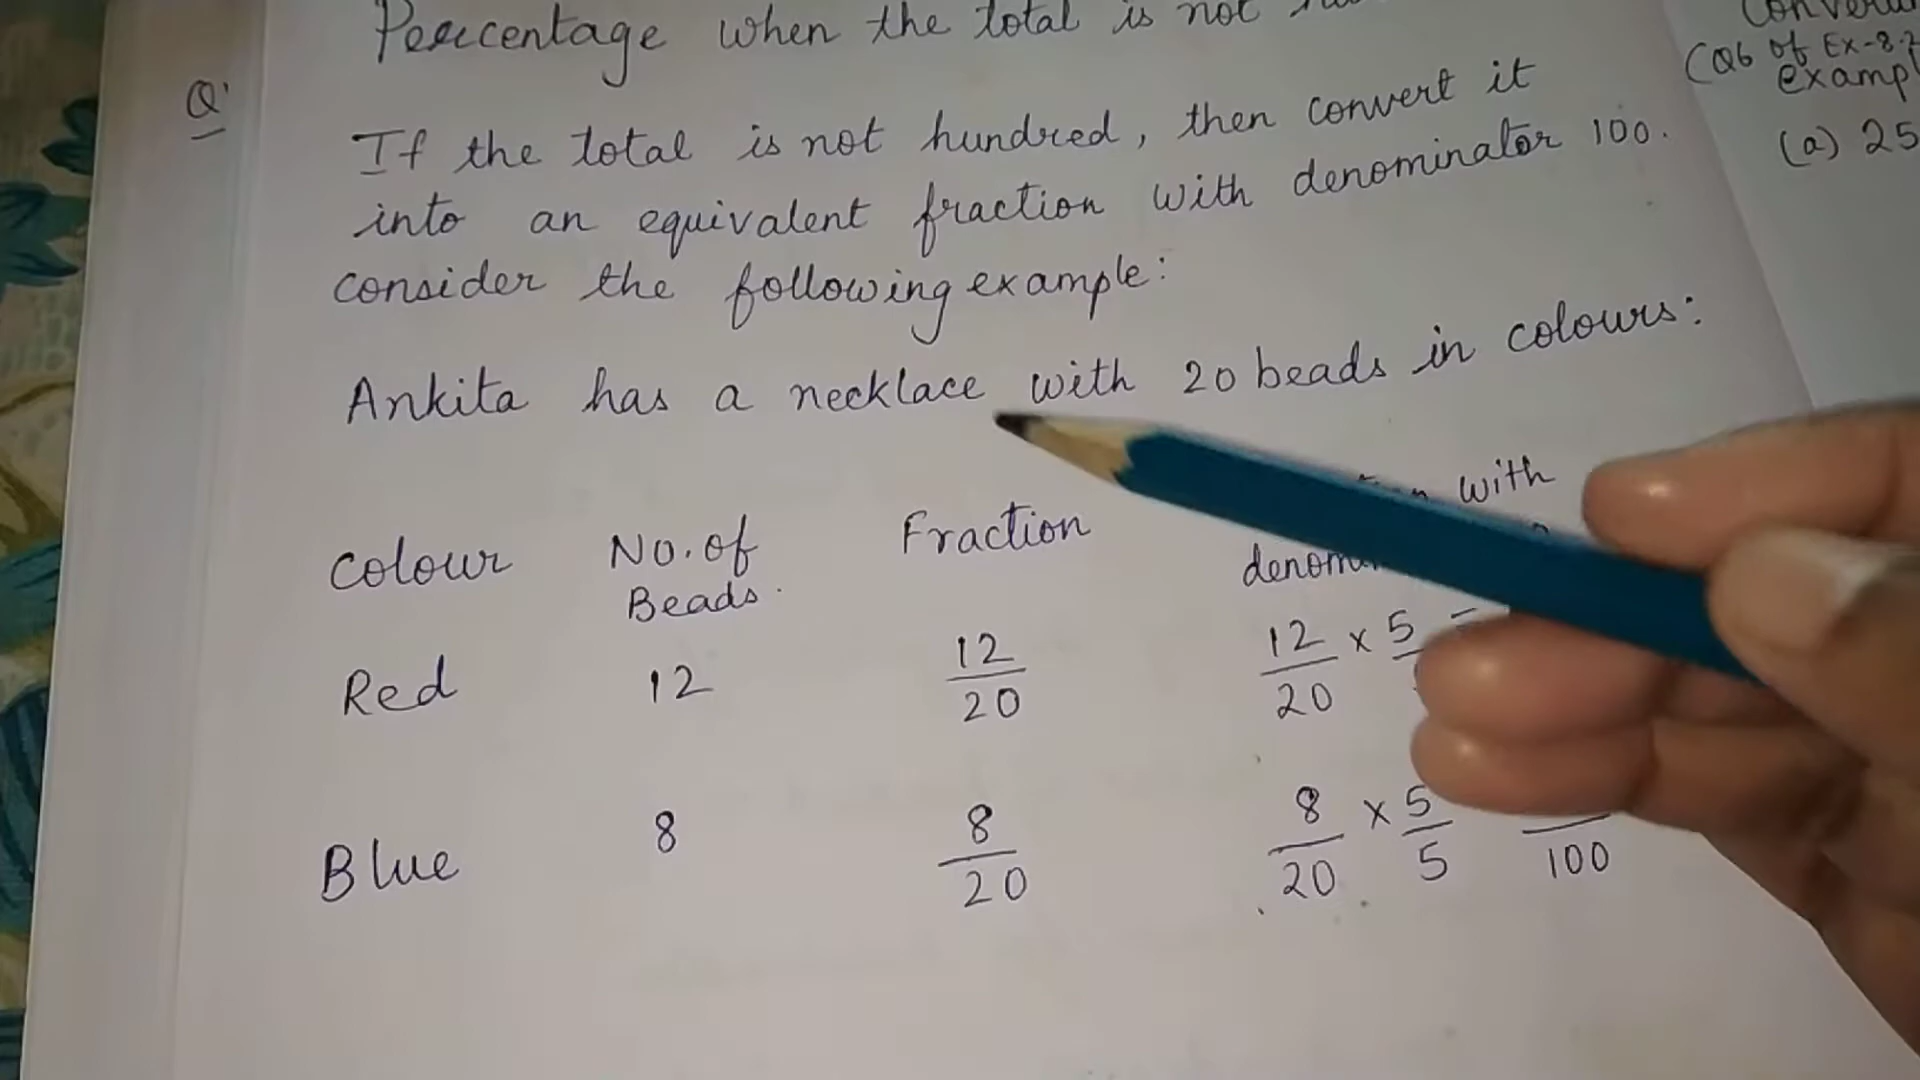 Percentage when the total is not
Q.
If the total is not hundred, then convert it
into an equivalent fraction with denominator 100.
consider the following example:
Ankita has a necklace with 20 beads in colours:
Colour No. of Beads. Fraction with
Red 12 12/20 12/20 × 5
Blue 8 8/20 8/20 × 5/5 /100
(Q6 of Ex-8.2
(a) 25